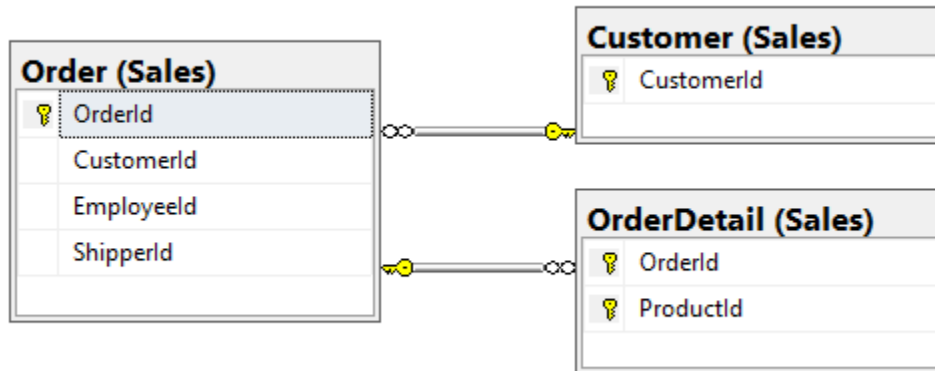 Order (Sales)
OrderId
CustomerId
EmployeeId
ShipperId
Customer (Sales)
CustomerId
OrderDetail (Sales)
OrderId
ProductId